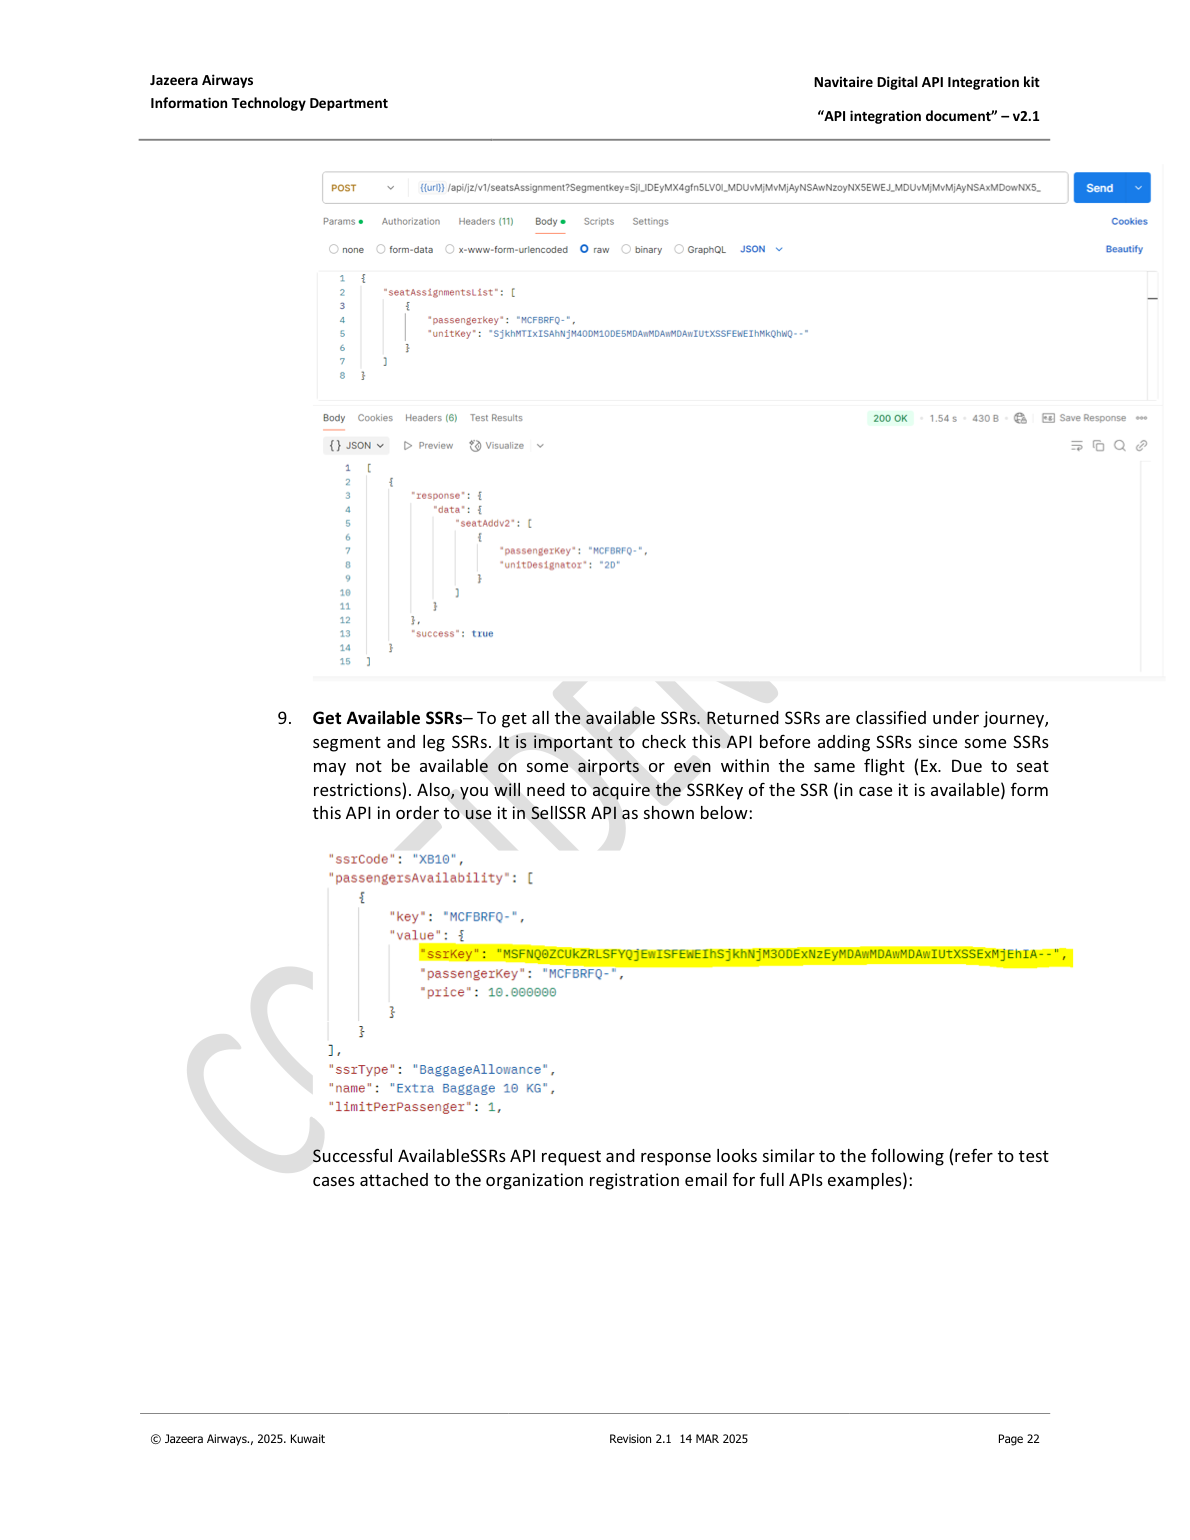 Jazeera Airways
Information Technology Department
Navitaire Digital API Integration kit
“API integration document” – v2.1
POST {{url}} /api/jz/v1/seatsAssignment?Segmentkey=SjI_IDEyMX4gfn5LV0l_MDUvMjMvMjAyNSAwNzoyNX5EWEJ_MDUvMjMvMjAyNSAxMDowNX5_ Send
Params Authorization Headers (11) Body Scripts Settings Cookies
none form-data x-www-form-urlencoded raw binary GraphQL JSON Beautify
1 {
2 "seatAssignmentsList": [
3 {
4 "passengerkey": "MCFBRFQ-",
5 "unitKey": "SjkhMTIxISAhNjM4ODM1ODE5MDAwMDAwMDAwIUtXSSFEWEIhMkQhWQ--"
6 }
7 ]
8 }
Body Cookies Headers (6) Test Results 200 OK 1.54 s 430 B Save Response
{} JSON Preview Visualize
1 [
2 {
3 "response": {
4 "data": {
5 "seatAddv2": [
6 {
7 "passengerKey": "MCFBRFQ-",
8 "unitDesignator": "2D"
9 }
10 ]
11 }
12 },
13 "success": true
14 }
15 ]
9. Get Available SSRs– To get all the available SSRs. Returned SSRs are classified under journey,
segment and leg SSRs. It is important to check this API before adding SSRs since some SSRs
may not be available on some airports or even within the same flight (Ex. Due to seat
restrictions). Also, you will need to acquire the SSRKey of the SSR (in case it is available) form
this API in order to use it in SellSSR API as shown below:
"ssrCode": "XB10",
"passengersAvailability": [
{
"key": "MCFBRFQ-",
"value": {
"ssrKey": "MSFNQ0ZCUkZRLSFYQjEwISFEWEIhSjkhNjM3ODExNzEyMDAwMDAwMDAwIUtXSSExMjEhIA--",
"passengerKey": "MCFBRFQ-",
"price": 10.000000
}
}
],
"ssrType": "BaggageAllowance",
"name": "Extra Baggage 10 KG",
"limitPerPassenger": 1,
Successful AvailableSSRs API request and response looks similar to the following (refer to test
cases attached to the organization registration email for full APIs examples):
© Jazeera Airways., 2025. Kuwait
Revision 2.1 14 MAR 2025
Page 22